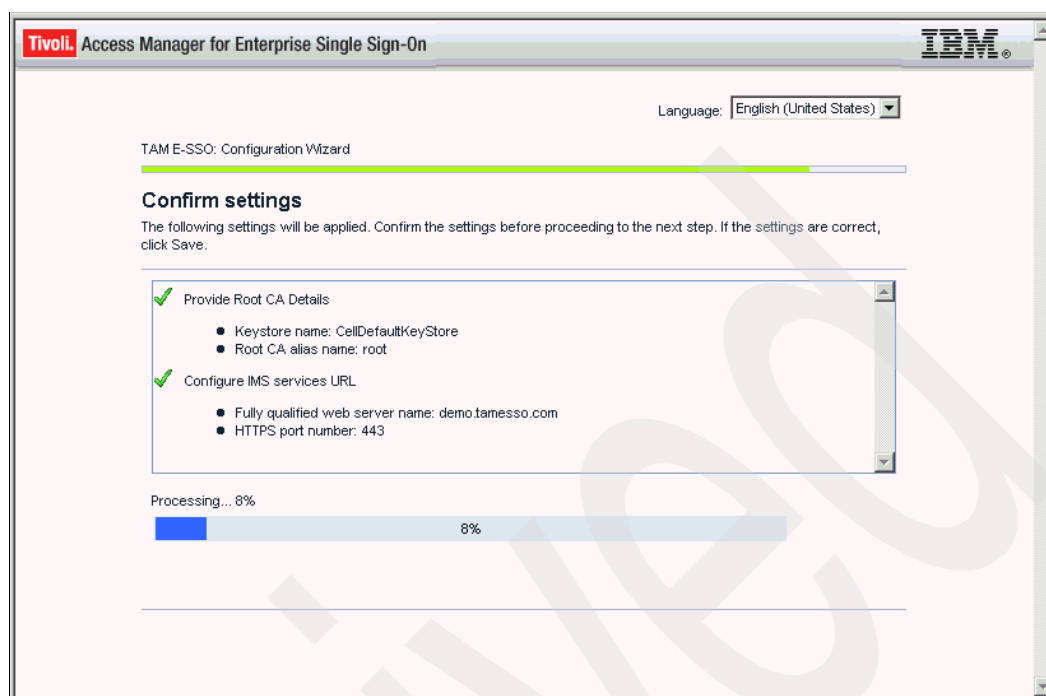 Tivoli. Access Manager for Enterprise Single Sign-On
IBM®
Language: English (United States)
TAM E-SSO: Configuration Wizard
Confirm settings
The following settings will be applied. Confirm the settings before proceeding to the next step. If the settings are correct,
click Save.
Provide Root CA Details
Keystore name: CellDefaultKeyStore
Root CA alias name: root
Configure IMS services URL
Fully qualified web server name: demo.tamesso.com
HTTPS port number: 443
Processing... 8%
8%